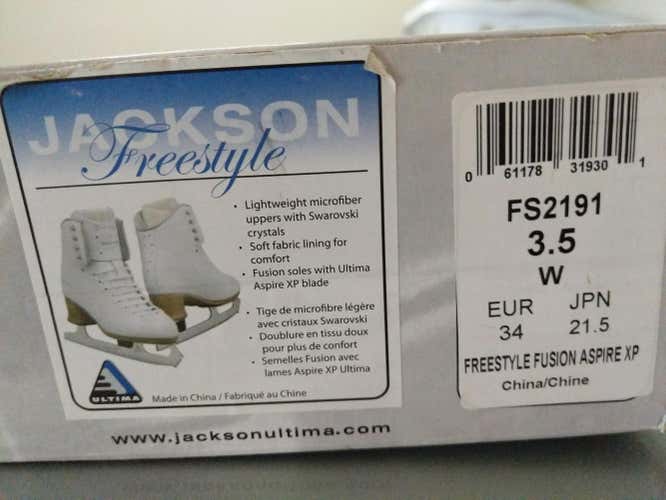 JACKSON
Freestyle
• Lightweight microfiber
uppers with Swarovski
crystals
• Soft fabric lining for
comfort
• Fusion soles with Ultima
Aspire XP blade
• Tige de microfibre légère
avec cristaux Swarovski
• Doublure en tissu doux
pour plus de confort
• Semelles Fusion avec
lames Aspire XP Ultima
ULTIMA
Made in China / Fabriqué au Chine
www.jacksonultima.com
0 61178 31930 1
FS2191
3.5
W
EUR JPN
34 21.5
FREESTYLE FUSION ASPIRE XP
China/Chine